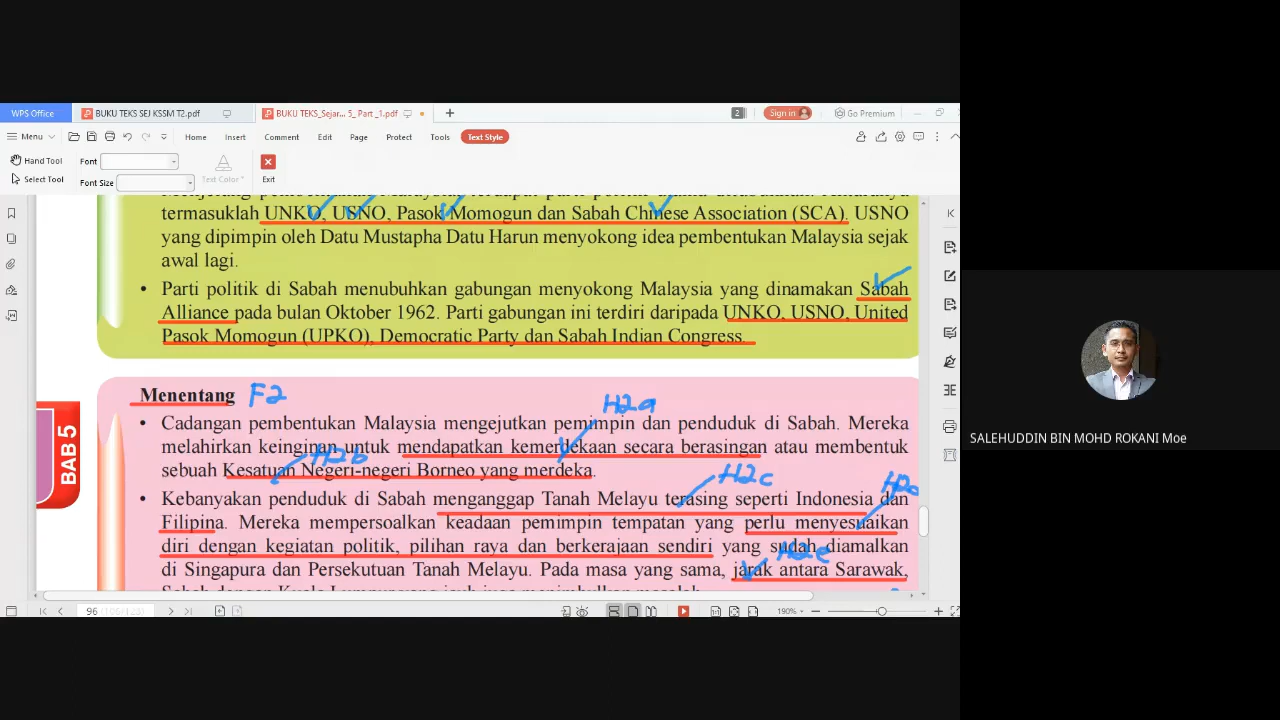 WPS Office
BUKU TEKS SEJ KSSM T2.pdf
BUKU TEKS_Sejar... 5_ Part _1.pdf
+
2
Sign in
Go Premium
Menu
Home
Insert
Comment
Edit
Page
Protect
Tools
Text Style
Hand Tool
Select Tool
Font
Font Size
Text Color
Exit
termasuklah UNKO, USNO, Pasok Momogun dan Sabah Chinese Association (SCA). USNO
yang dipimpin oleh Datu Mustapha Datu Harun menyokong idea pembentukan Malaysia sejak
awal lagi.
• Parti politik di Sabah menubuhkan gabungan menyokong Malaysia yang dinamakan Sabah
Alliance pada bulan Oktober 1962. Parti gabungan ini terdiri daripada UNKO, USNO, United
Pasok Momogun (UPKO), Democratic Party dan Sabah Indian Congress.
Menentang F2
H2a
• Cadangan pembentukan Malaysia mengejutkan pemimpin dan penduduk di Sabah. Mereka
melahirkan keinginan untuk mendapatkan kemerdekaan secara berasingan atau membentuk
H2b
sebuah Kesatuan Negeri-negeri Borneo yang merdeka.
H2c
• Kebanyakan penduduk di Sabah menganggap Tanah Melayu terasing seperti Indonesia dan
Filipina. Mereka mempersoalkan keadaan pemimpin tempatan yang perlu menyesuaikan
diri dengan kegiatan politik, pilihan raya dan berkerajaan sendiri yang sudah diamalkan
H2e
di Singapura dan Persekutuan Tanah Melayu. Pada masa yang sama, jarak antara Sarawak,
BAB 5
96 (106/123)
190%
SALEHUDDIN BIN MOHD ROKANI Moe